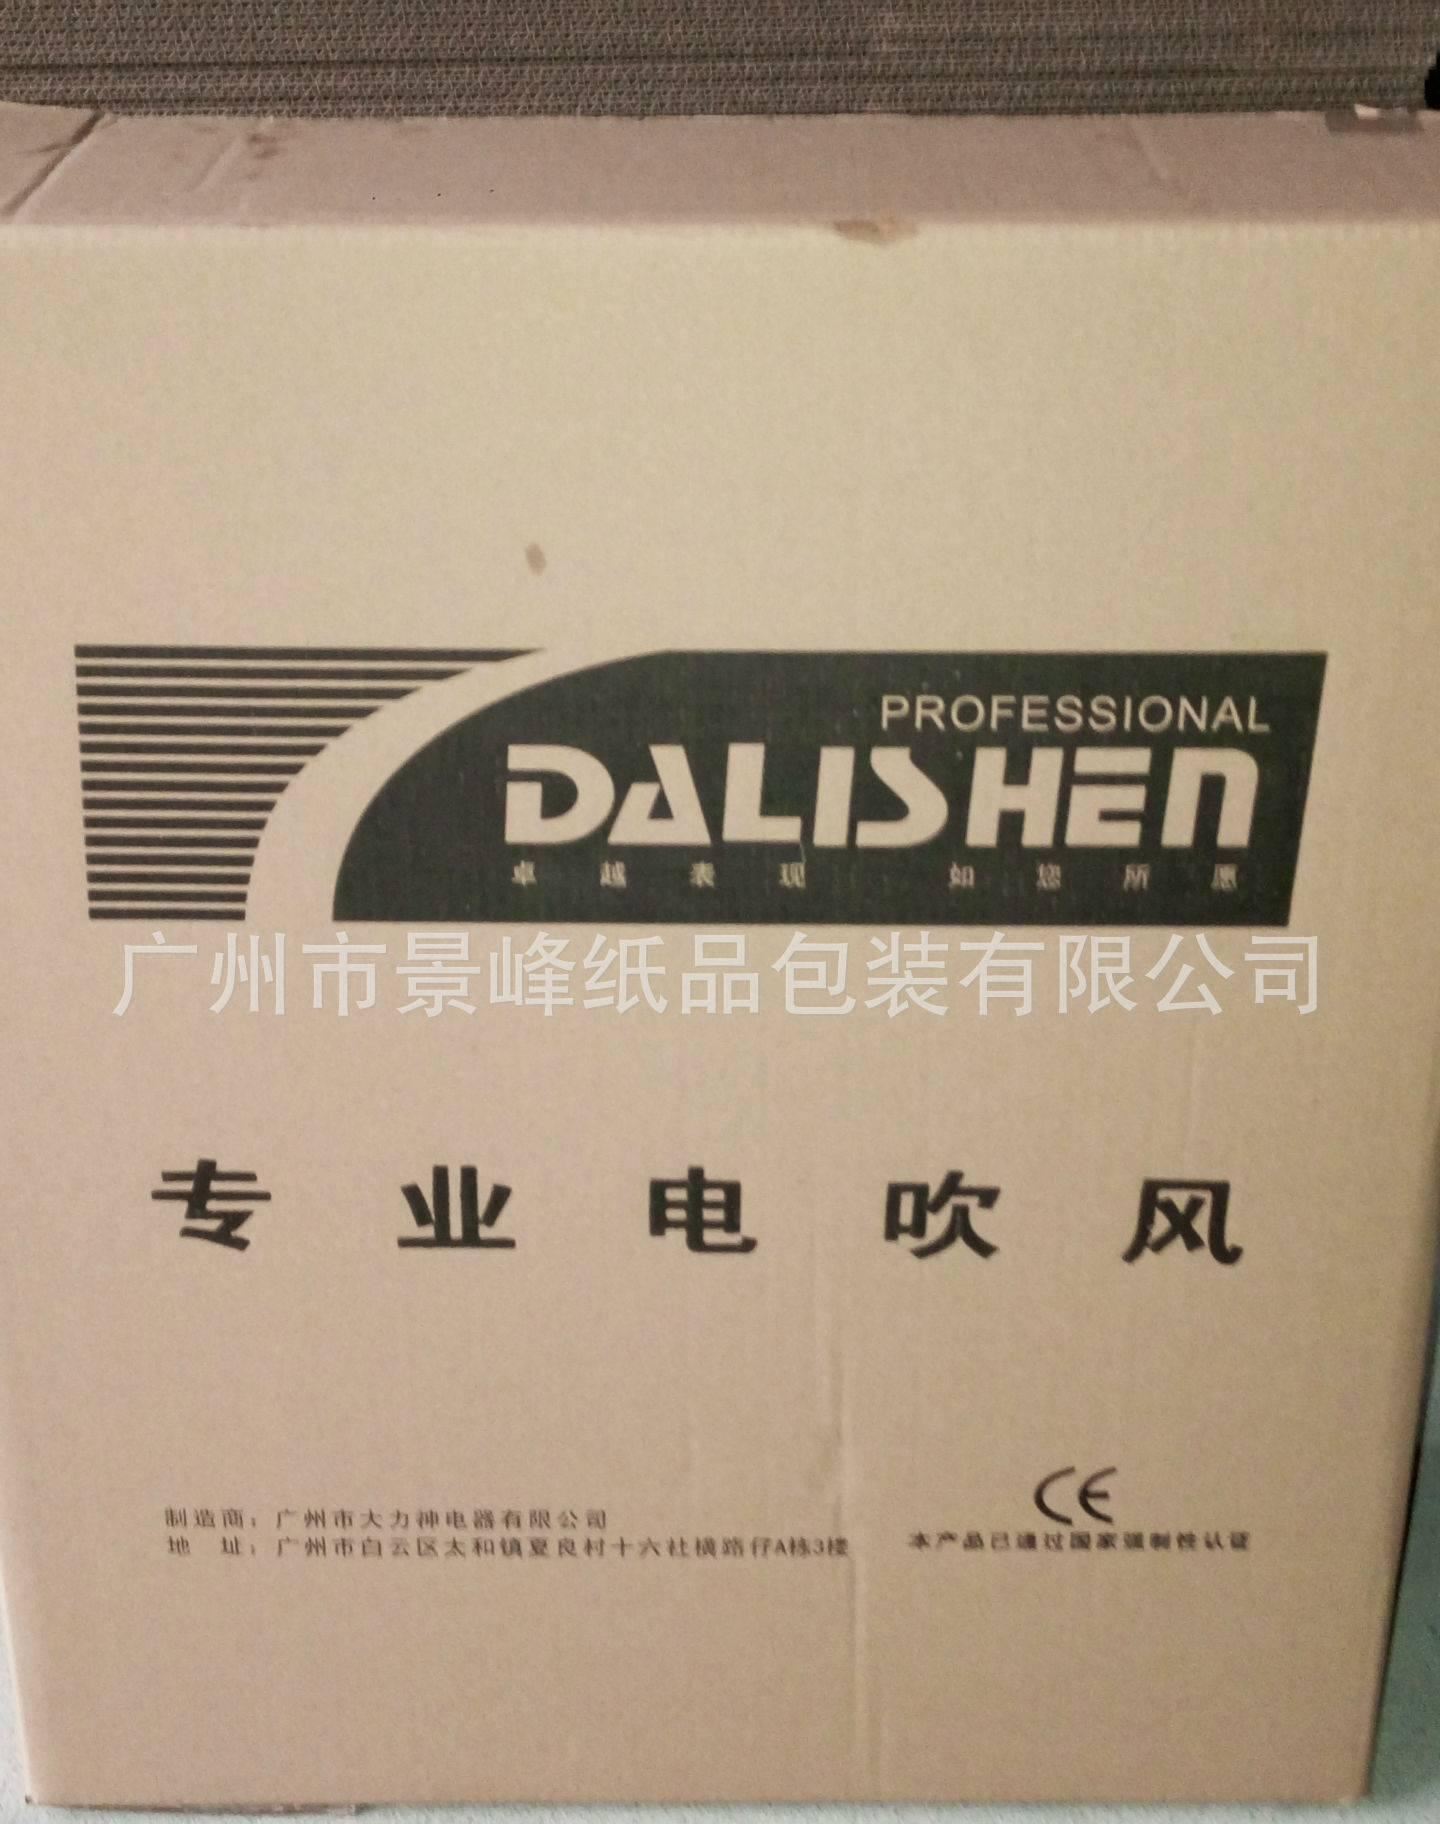 PROFESSIONAL
DALISHEN
卓越表现 如您所愿
广州市景峰纸品包装有限公司
专业电吹风
CE
制造商：广州市大力神电器有限公司
地 址：广州市白云区太和镇夏良村十六社横路仔A栋3楼
本产品已通过国家强制性认证